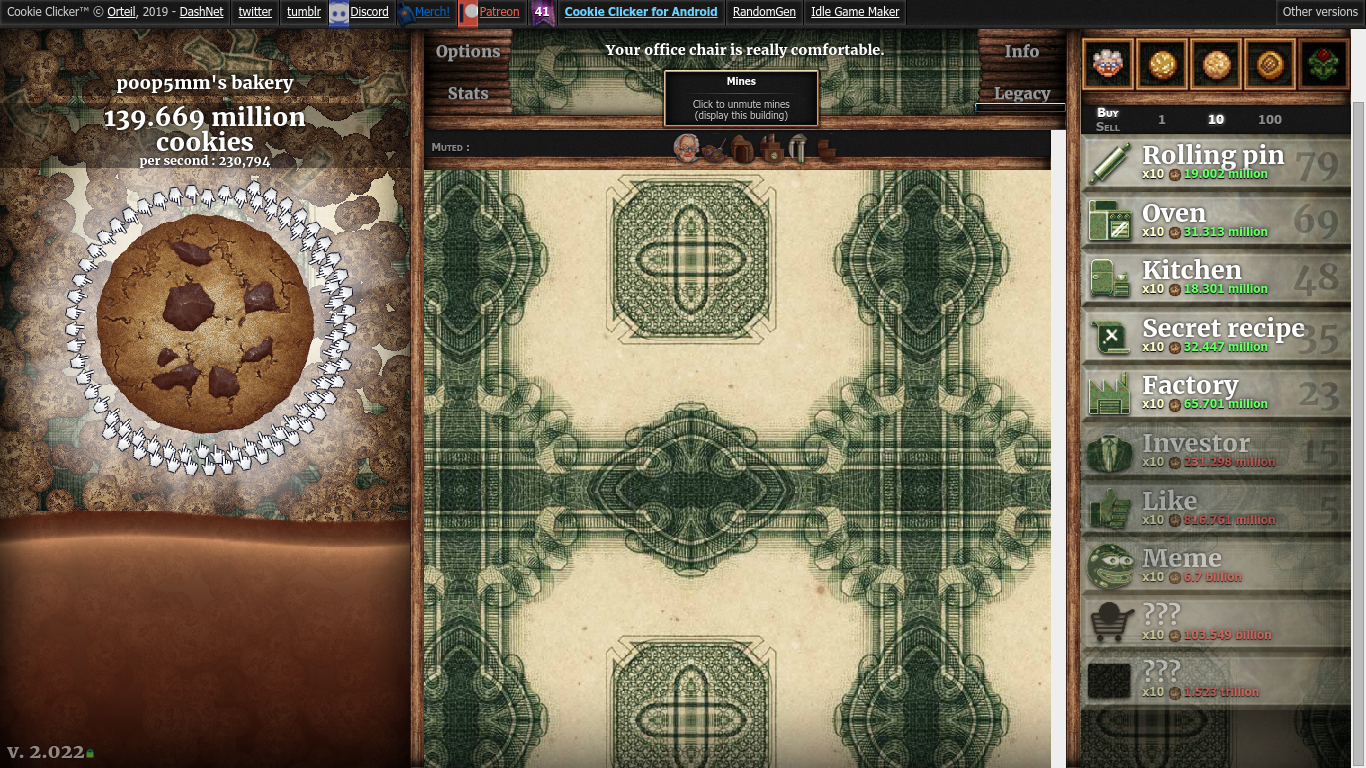 Cookie Clicker™ © Orteil, 2019 - DashNet
twitter
tumblr
Discord
Merch!
Patreon
41
Cookie Clicker for Android
RandomGen
Idle Game Maker
Other versions
poop5mm's bakery
139.669 million
cookies
per second : 230,794
v. 2.022
Options
Stats
Your office chair is really comfortable.
Info
Legacy
Mines
Click to unmute mines
(display this building)
Muted :
Buy
Sell
1
10
100
Rolling pin 79
x10 19.002 million
Oven 69
x10 31.313 million
Kitchen 48
x10 18.301 million
Secret recipe 35
x10 32.447 million
Factory 23
x10 65.701 million
Investor 15
x10 231.298 million
Like 5
x10 816.761 million
Meme
x10 6.7 billion
???
x10 103.549 billion
???
x10 1.523 trillion